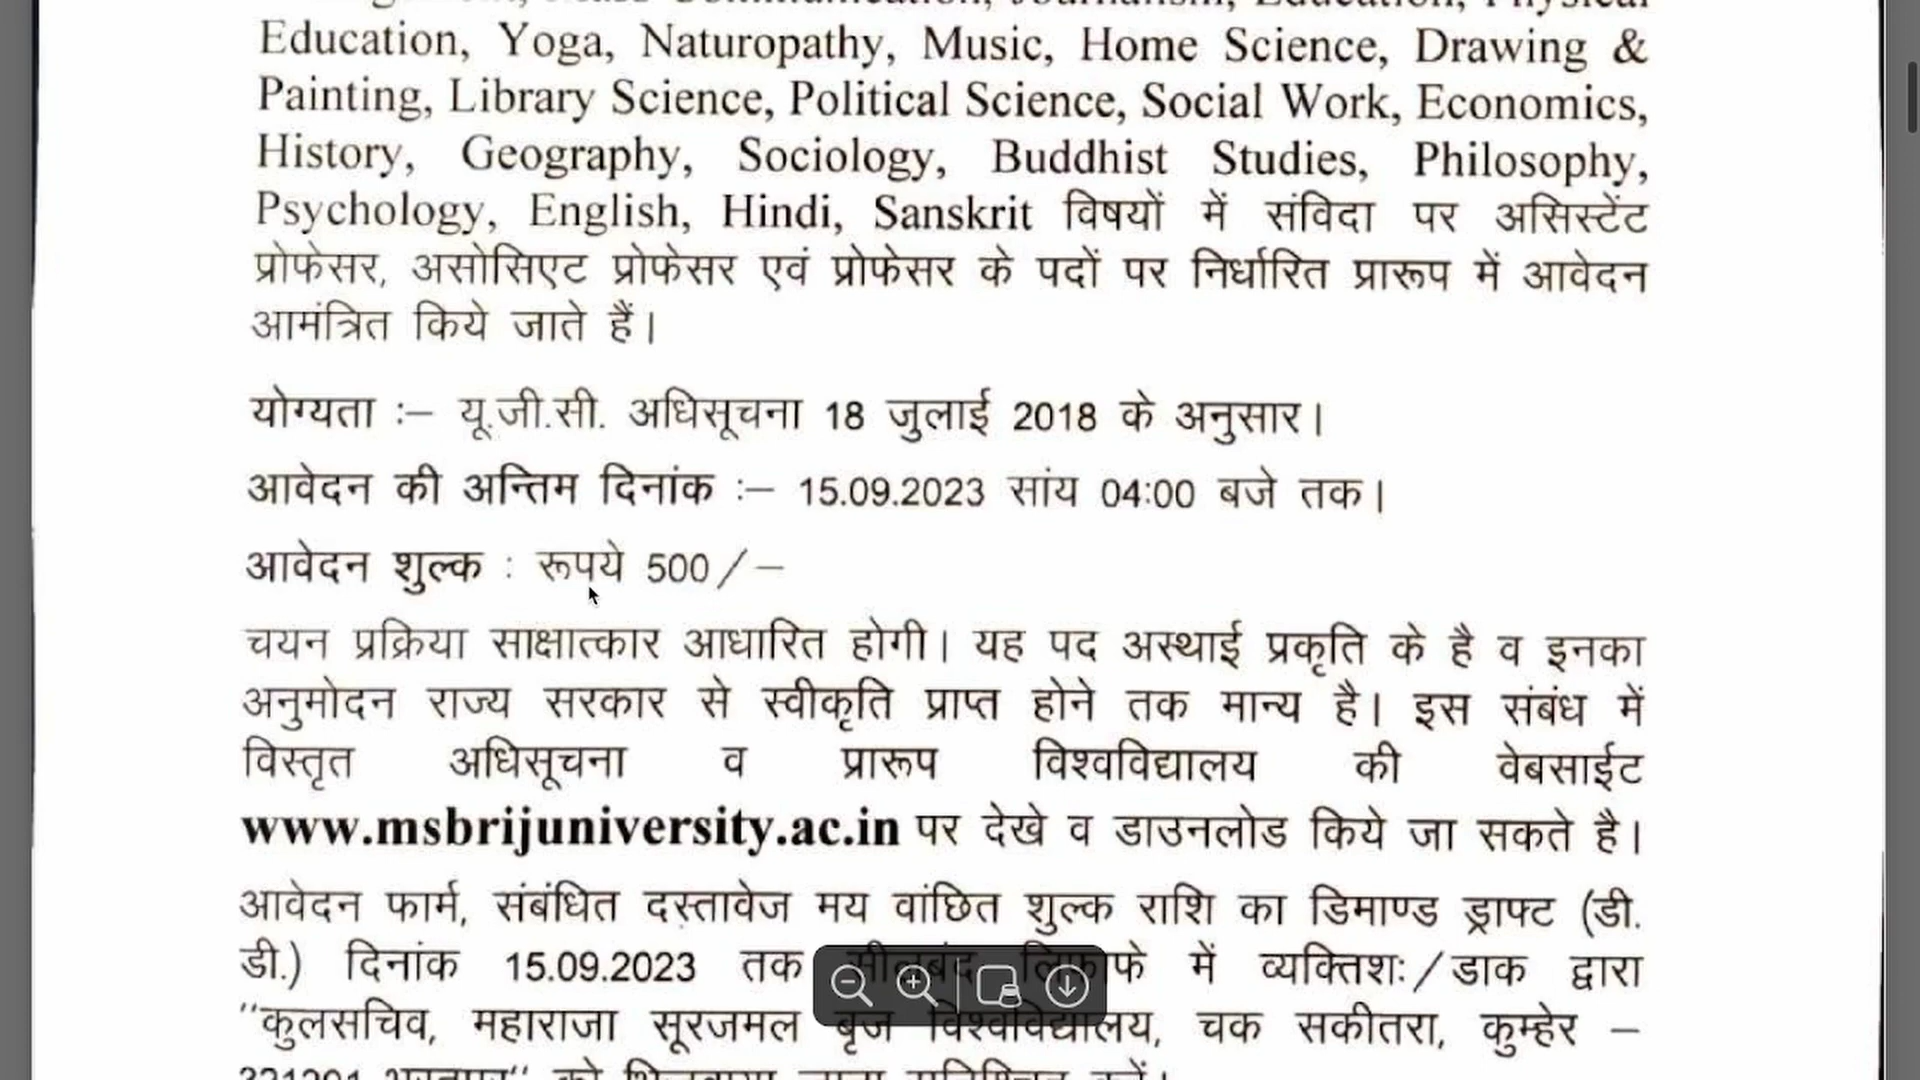 Education, Yoga, Naturopathy, Music, Home Science, Drawing &
Painting, Library Science, Political Science, Social Work, Economics,
History, Geography, Sociology, Buddhist Studies, Philosophy,
Psychology, English, Hindi, Sanskrit विषयों में संविदा पर असिस्टेंट
प्रोफेसर, असोसिएट प्रोफेसर एवं प्रोफेसर के पदों पर निर्धारित प्रारूप में आवेदन
आमंत्रित किये जाते हैं।
योग्यता :– यू.जी.सी. अधिसूचना 18 जुलाई 2018 के अनुसार।
आवेदन की अन्तिम दिनांक :– 15.09.2023 सांय 04:00 बजे तक।
आवेदन शुल्क : रूपये 500/–
चयन प्रक्रिया साक्षात्कार आधारित होगी। यह पद अस्थाई प्रकृति के है व इनका
अनुमोदन राज्य सरकार से स्वीकृति प्राप्त होने तक मान्य है। इस संबंध में
विस्तृत अधिसूचना व प्रारूप विश्वविद्यालय की वेबसाईट
www.msbrijuniversity.ac.in पर देखे व डाउनलोड किये जा सकते है।
आवेदन फार्म, संबंधित दस्तावेज मय वांछित शुल्क राशि का डिमाण्ड ड्राफ्ट (डी.
डी.) दिनांक 15.09.2023 तक सीलबंद लिफाफे में व्यक्तिशः/डाक द्वारा
"कुलसचिव, महाराजा सूरजमल बृज विश्वविद्यालय, चक सकीतरा, कुम्हेर –